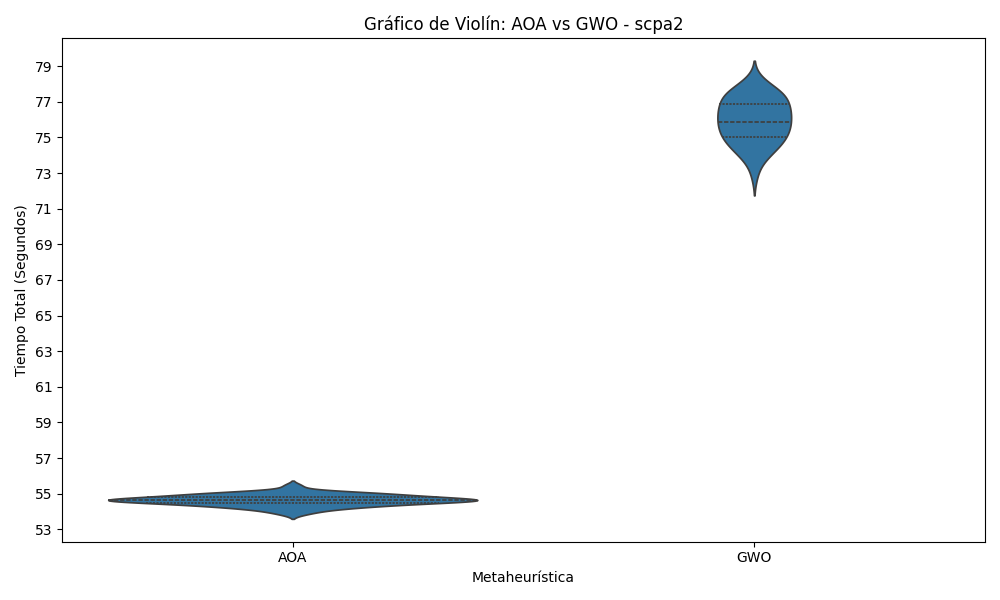 Gráfico de Violín: AOA vs GWO - scpa2
Tiempo Total (Segundos)
79
77
75
73
71
69
67
65
63
61
59
57
55
53
AOA
GWO
Metaheurística